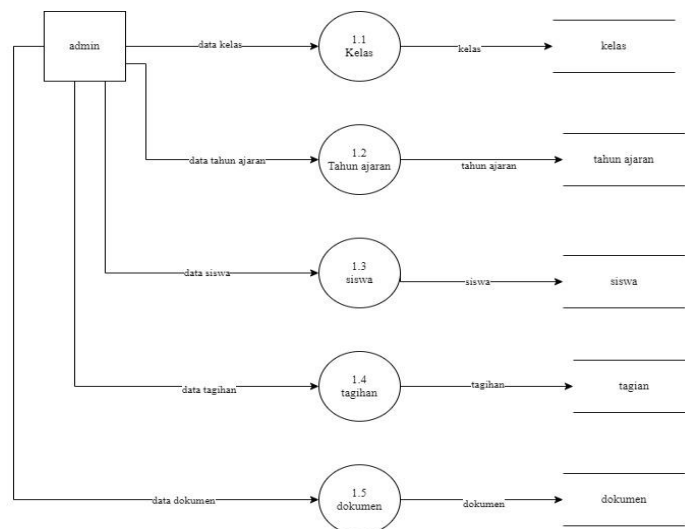 admin
data kelas
1.1
Kelas
kelas
kelas
data tahun ajaran
1.2
Tahun ajaran
tahun ajaran
tahun ajaran
data siswa
1.3
siswa
siswa
siswa
data tagihan
1.4
tagihan
tagihan
tagian
data dokumen
1.5
dokumen
dokumen
dokumen